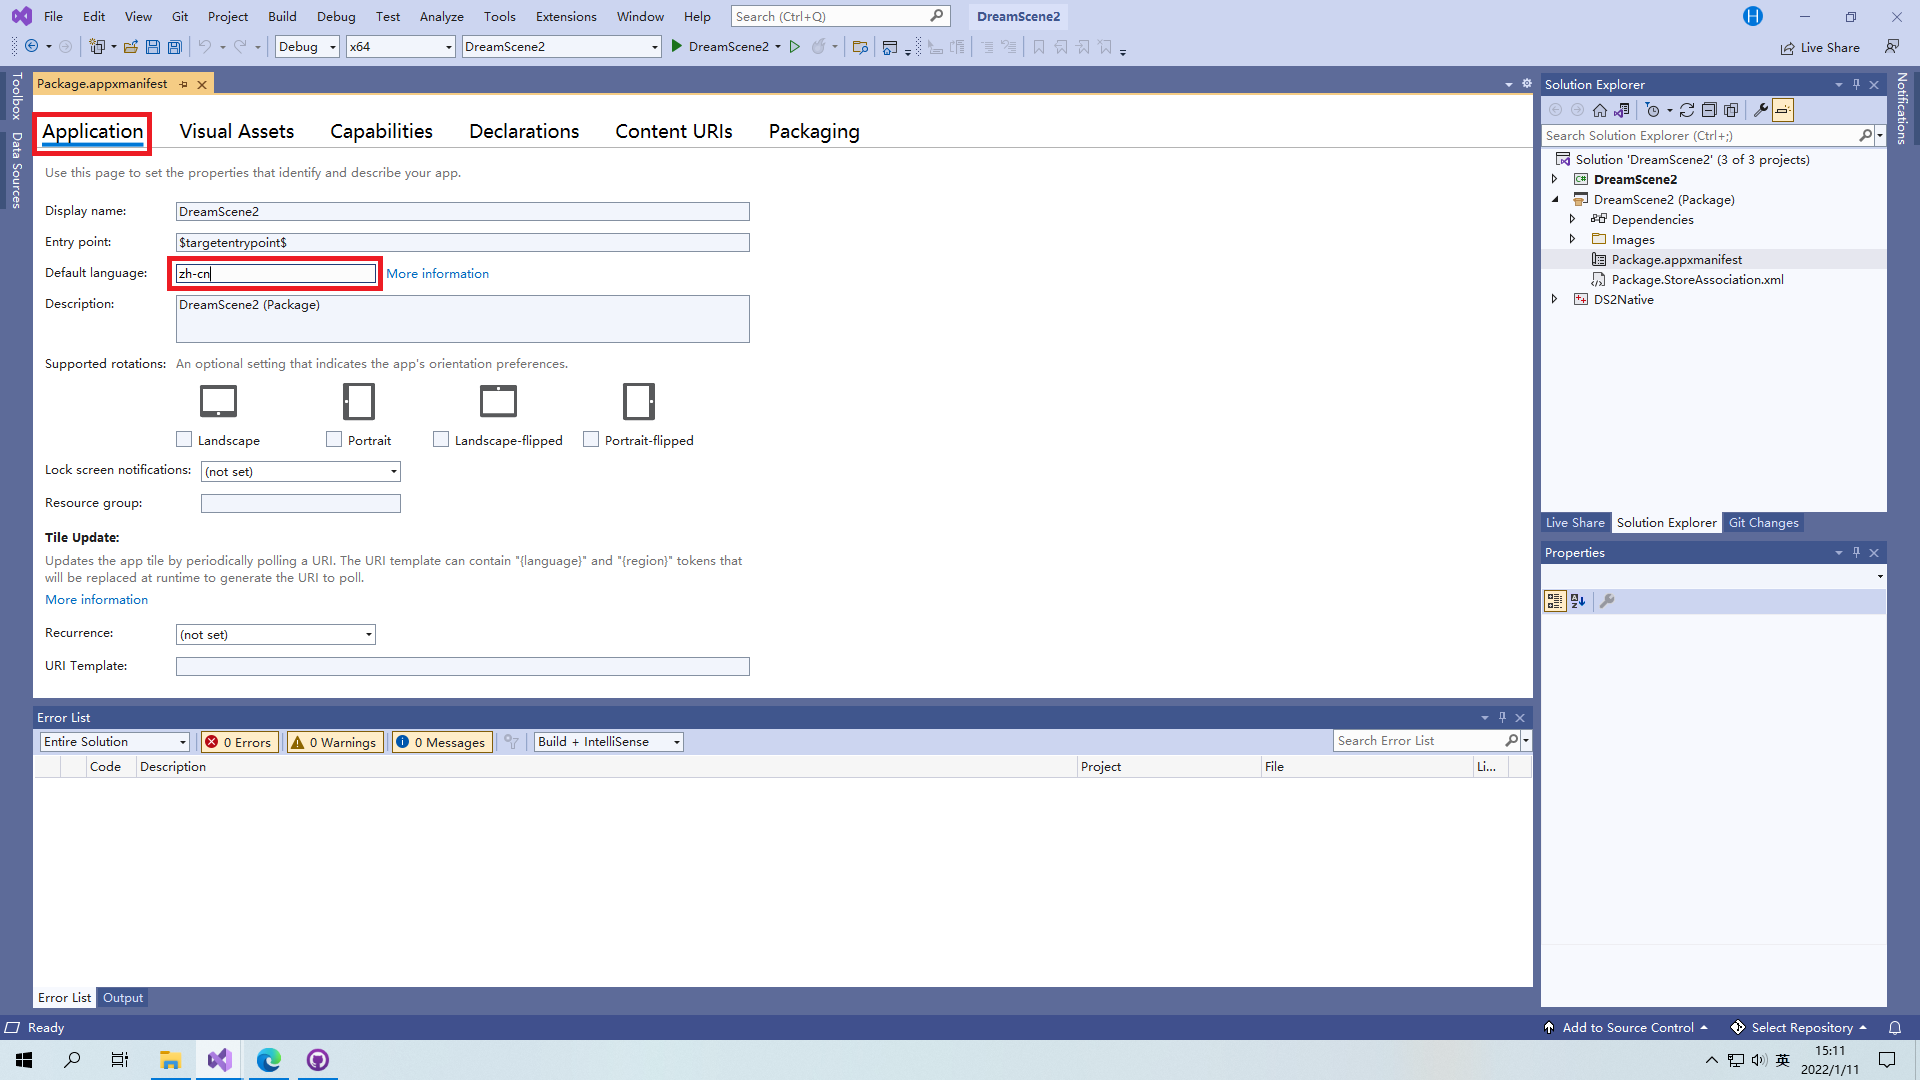 File Edit View Git Project Build Debug Test Analyze Tools Extensions Window Help Search (Ctrl+Q) DreamScene2
Debug x64 DreamScene2 DreamScene2 Live Share
Toolbox
Data Sources
Package.appxmanifest
Application Visual Assets Capabilities Declarations Content URIs Packaging
Use this page to set the properties that identify and describe your app.
Display name: DreamScene2
Entry point: $targetentrypoint$
Default language: zh-cn More information
Description: DreamScene2 (Package)
Supported rotations: An optional setting that indicates the app's orientation preferences.
Landscape Portrait Landscape-flipped Portrait-flipped
Lock screen notifications: (not set)
Resource group:
Tile Update:
Updates the app tile by periodically polling a URI. The URI template can contain "{language}" and "{region}" tokens that
will be replaced at runtime to generate the URI to poll.
More information
Recurrence: (not set)
URI Template:
Error List
Entire Solution 0 Errors 0 Warnings 0 Messages Build + IntelliSense Search Error List
Code Description Project File Li...
Error List Output
Solution Explorer
Search Solution Explorer (Ctrl+;)
Solution 'DreamScene2' (3 of 3 projects)
C# DreamScene2
DreamScene2 (Package)
Dependencies
Images
Package.appxmanifest
Package.StoreAssociation.xml
DS2Native
Live Share Solution Explorer Git Changes
Properties
Notifications
Ready Add to Source Control Select Repository
英 15:11
2022/1/11